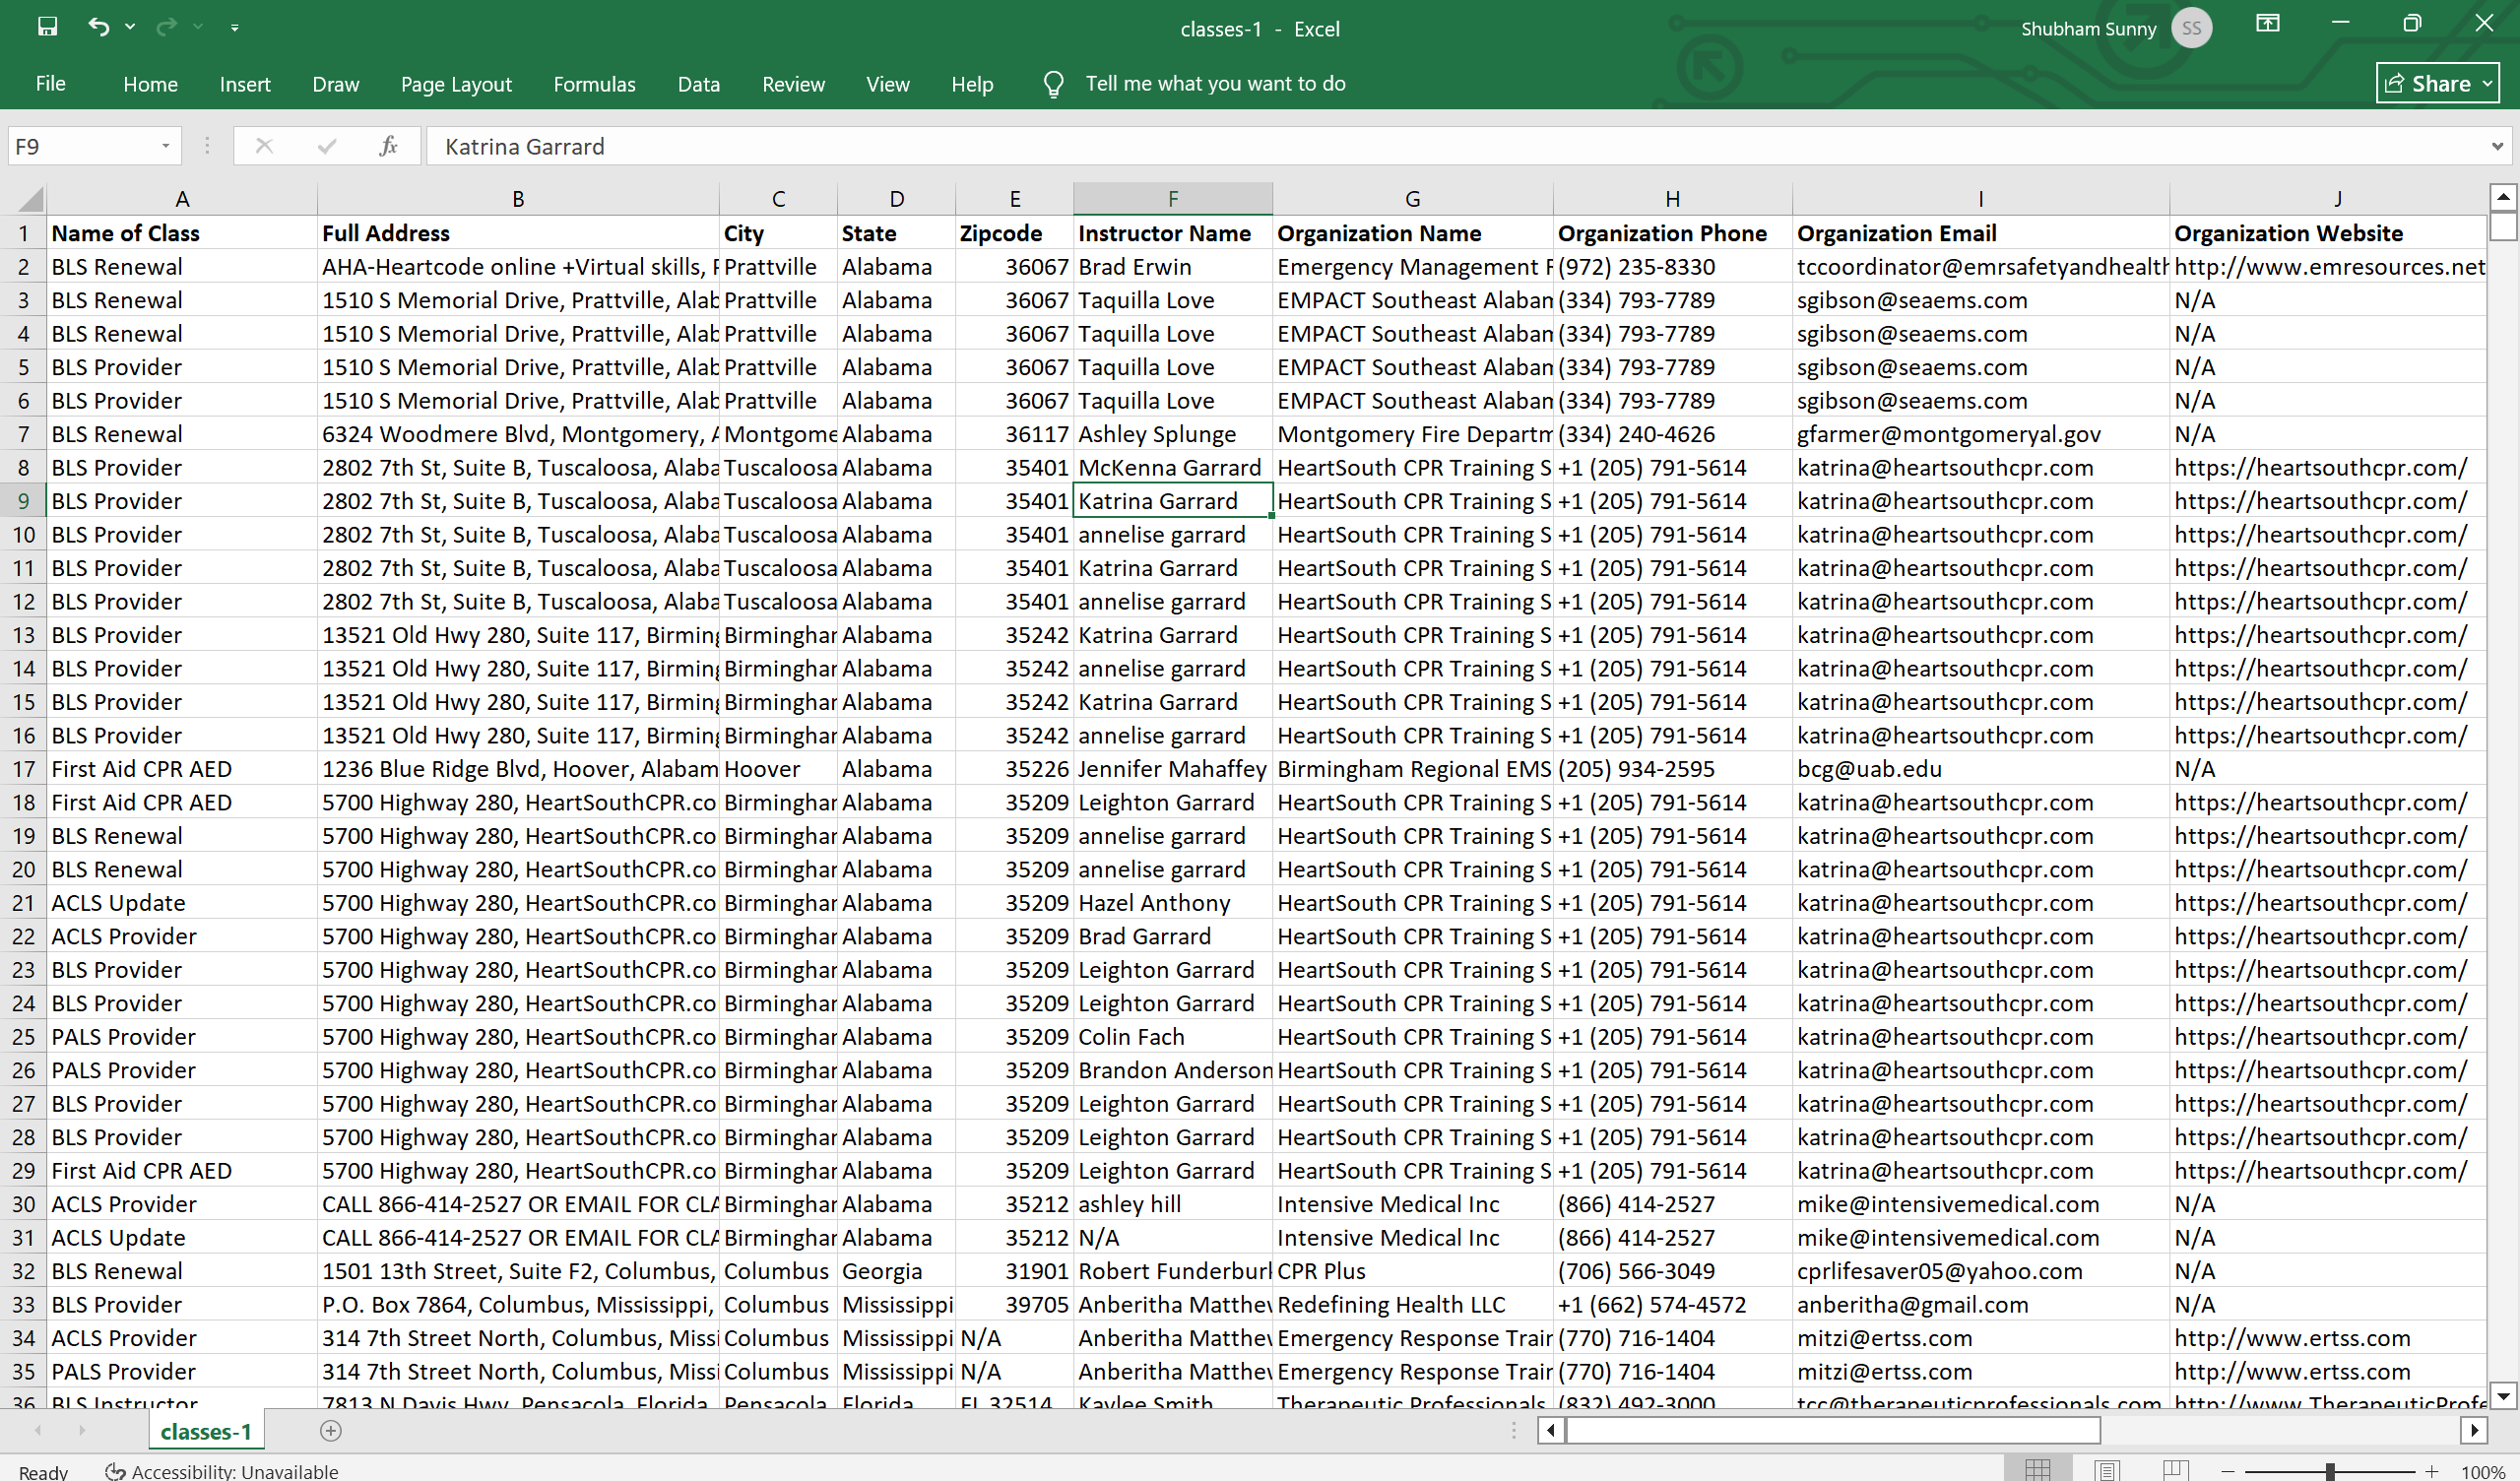 classes-1 - Excel
Shubham Sunny SS
File Home Insert Draw Page Layout Formulas Data Review View Help Tell me what you want to do Share
F9 fx Katrina Garrard
A B C D E F G H I J
1 Name of Class Full Address City State Zipcode Instructor Name Organization Name Organization Phone Organization Email Organization Website
2 BLS Renewal AHA-Heartcode online +Virtual skills, Prattville Alabama 36067 Brad Erwin Emergency Management (972) 235-8330 tccoordinator@emrsafetyandhealth http://www.emresources.net
3 BLS Renewal 1510 S Memorial Drive, Prattville, Alab Prattville Alabama 36067 Taquilla Love EMPACT Southeast Alabam (334) 793-7789 sgibson@seaems.com N/A
4 BLS Renewal 1510 S Memorial Drive, Prattville, Alab Prattville Alabama 36067 Taquilla Love EMPACT Southeast Alabam (334) 793-7789 sgibson@seaems.com N/A
5 BLS Provider 1510 S Memorial Drive, Prattville, Alab Prattville Alabama 36067 Taquilla Love EMPACT Southeast Alabam (334) 793-7789 sgibson@seaems.com N/A
6 BLS Provider 1510 S Memorial Drive, Prattville, Alab Prattville Alabama 36067 Taquilla Love EMPACT Southeast Alabam (334) 793-7789 sgibson@seaems.com N/A
7 BLS Renewal 6324 Woodmere Blvd, Montgomery, A Montgome Alabama 36117 Ashley Splunge Montgomery Fire Departm (334) 240-4626 gfarmer@montgomeryal.gov N/A
8 BLS Provider 2802 7th St, Suite B, Tuscaloosa, Alaba Tuscaloosa Alabama 35401 McKenna Garrard HeartSouth CPR Training S +1 (205) 791-5614 katrina@heartsouthcpr.com https://heartsouthcpr.com/
9 BLS Provider 2802 7th St, Suite B, Tuscaloosa, Alaba Tuscaloosa Alabama 35401 Katrina Garrard HeartSouth CPR Training S +1 (205) 791-5614 katrina@heartsouthcpr.com https://heartsouthcpr.com/
10 BLS Provider 2802 7th St, Suite B, Tuscaloosa, Alaba Tuscaloosa Alabama 35401 annelise garrard HeartSouth CPR Training S +1 (205) 791-5614 katrina@heartsouthcpr.com https://heartsouthcpr.com/
11 BLS Provider 2802 7th St, Suite B, Tuscaloosa, Alaba Tuscaloosa Alabama 35401 Katrina Garrard HeartSouth CPR Training S +1 (205) 791-5614 katrina@heartsouthcpr.com https://heartsouthcpr.com/
12 BLS Provider 2802 7th St, Suite B, Tuscaloosa, Alaba Tuscaloosa Alabama 35401 annelise garrard HeartSouth CPR Training S +1 (205) 791-5614 katrina@heartsouthcpr.com https://heartsouthcpr.com/
13 BLS Provider 13521 Old Hwy 280, Suite 117, Birming Birminghar Alabama 35242 Katrina Garrard HeartSouth CPR Training S +1 (205) 791-5614 katrina@heartsouthcpr.com https://heartsouthcpr.com/
14 BLS Provider 13521 Old Hwy 280, Suite 117, Birming Birminghar Alabama 35242 annelise garrard HeartSouth CPR Training S +1 (205) 791-5614 katrina@heartsouthcpr.com https://heartsouthcpr.com/
15 BLS Provider 13521 Old Hwy 280, Suite 117, Birming Birminghar Alabama 35242 Katrina Garrard HeartSouth CPR Training S +1 (205) 791-5614 katrina@heartsouthcpr.com https://heartsouthcpr.com/
16 BLS Provider 13521 Old Hwy 280, Suite 117, Birming Birminghar Alabama 35242 annelise garrard HeartSouth CPR Training S +1 (205) 791-5614 katrina@heartsouthcpr.com https://heartsouthcpr.com/
17 First Aid CPR AED 1236 Blue Ridge Blvd, Hoover, Alabam Hoover Alabama 35226 Jennifer Mahaffey Birmingham Regional EMS (205) 934-2595 bcg@uab.edu N/A
18 First Aid CPR AED 5700 Highway 280, HeartSouthCPR.co Birminghar Alabama 35209 Leighton Garrard HeartSouth CPR Training S +1 (205) 791-5614 katrina@heartsouthcpr.com https://heartsouthcpr.com/
19 BLS Renewal 5700 Highway 280, HeartSouthCPR.co Birminghar Alabama 35209 annelise garrard HeartSouth CPR Training S +1 (205) 791-5614 katrina@heartsouthcpr.com https://heartsouthcpr.com/
20 BLS Renewal 5700 Highway 280, HeartSouthCPR.co Birminghar Alabama 35209 annelise garrard HeartSouth CPR Training S +1 (205) 791-5614 katrina@heartsouthcpr.com https://heartsouthcpr.com/
21 ACLS Update 5700 Highway 280, HeartSouthCPR.co Birminghar Alabama 35209 Hazel Anthony HeartSouth CPR Training S +1 (205) 791-5614 katrina@heartsouthcpr.com https://heartsouthcpr.com/
22 ACLS Provider 5700 Highway 280, HeartSouthCPR.co Birminghar Alabama 35209 Brad Garrard HeartSouth CPR Training S +1 (205) 791-5614 katrina@heartsouthcpr.com https://heartsouthcpr.com/
23 BLS Provider 5700 Highway 280, HeartSouthCPR.co Birminghar Alabama 35209 Leighton Garrard HeartSouth CPR Training S +1 (205) 791-5614 katrina@heartsouthcpr.com https://heartsouthcpr.com/
24 BLS Provider 5700 Highway 280, HeartSouthCPR.co Birminghar Alabama 35209 Leighton Garrard HeartSouth CPR Training S +1 (205) 791-5614 katrina@heartsouthcpr.com https://heartsouthcpr.com/
25 PALS Provider 5700 Highway 280, HeartSouthCPR.co Birminghar Alabama 35209 Colin Fach HeartSouth CPR Training S +1 (205) 791-5614 katrina@heartsouthcpr.com https://heartsouthcpr.com/
26 PALS Provider 5700 Highway 280, HeartSouthCPR.co Birminghar Alabama 35209 Brandon Anderson HeartSouth CPR Training S +1 (205) 791-5614 katrina@heartsouthcpr.com https://heartsouthcpr.com/
27 BLS Provider 5700 Highway 280, HeartSouthCPR.co Birminghar Alabama 35209 Leighton Garrard HeartSouth CPR Training S +1 (205) 791-5614 katrina@heartsouthcpr.com https://heartsouthcpr.com/
28 BLS Provider 5700 Highway 280, HeartSouthCPR.co Birminghar Alabama 35209 Leighton Garrard HeartSouth CPR Training S +1 (205) 791-5614 katrina@heartsouthcpr.com https://heartsouthcpr.com/
29 First Aid CPR AED 5700 Highway 280, HeartSouthCPR.co Birminghar Alabama 35209 Leighton Garrard HeartSouth CPR Training S +1 (205) 791-5614 katrina@heartsouthcpr.com https://heartsouthcpr.com/
30 ACLS Provider CALL 866-414-2527 OR EMAIL FOR CLA Birminghar Alabama 35212 ashley hill Intensive Medical Inc (866) 414-2527 mike@intensivemedical.com N/A
31 ACLS Update CALL 866-414-2527 OR EMAIL FOR CLA Birminghar Alabama 35212 N/A Intensive Medical Inc (866) 414-2527 mike@intensivemedical.com N/A
32 BLS Renewal 1501 13th Street, Suite F2, Columbus, Columbus Georgia 31901 Robert Funderburk CPR Plus (706) 566-3049 cprlifesaver05@yahoo.com N/A
33 BLS Provider P.O. Box 7864, Columbus, Mississippi, Columbus Mississippi 39705 Anberitha Matthew Redefining Health LLC +1 (662) 574-4572 anberitha@gmail.com N/A
34 ACLS Provider 314 7th Street North, Columbus, Missi Columbus Mississippi N/A Anberitha Matthew Emergency Response Train (770) 716-1404 mitzi@ertss.com http://www.ertss.com
35 PALS Provider 314 7th Street North, Columbus, Missi Columbus Mississippi N/A Anberitha Matthew Emergency Response Train (770) 716-1404 mitzi@ertss.com http://www.ertss.com
36 BLS Instructor 7813 N Davis Hwy, Pensacola, Florida, Pensacola Florida FL 32514 Kaylee Smith Therapeutic Professionals (832) 492-3000 tcc@therapeuticprofessionals.com http://www.TherapeuticProfe
classes-1
Ready Accessibility: Unavailable 100%